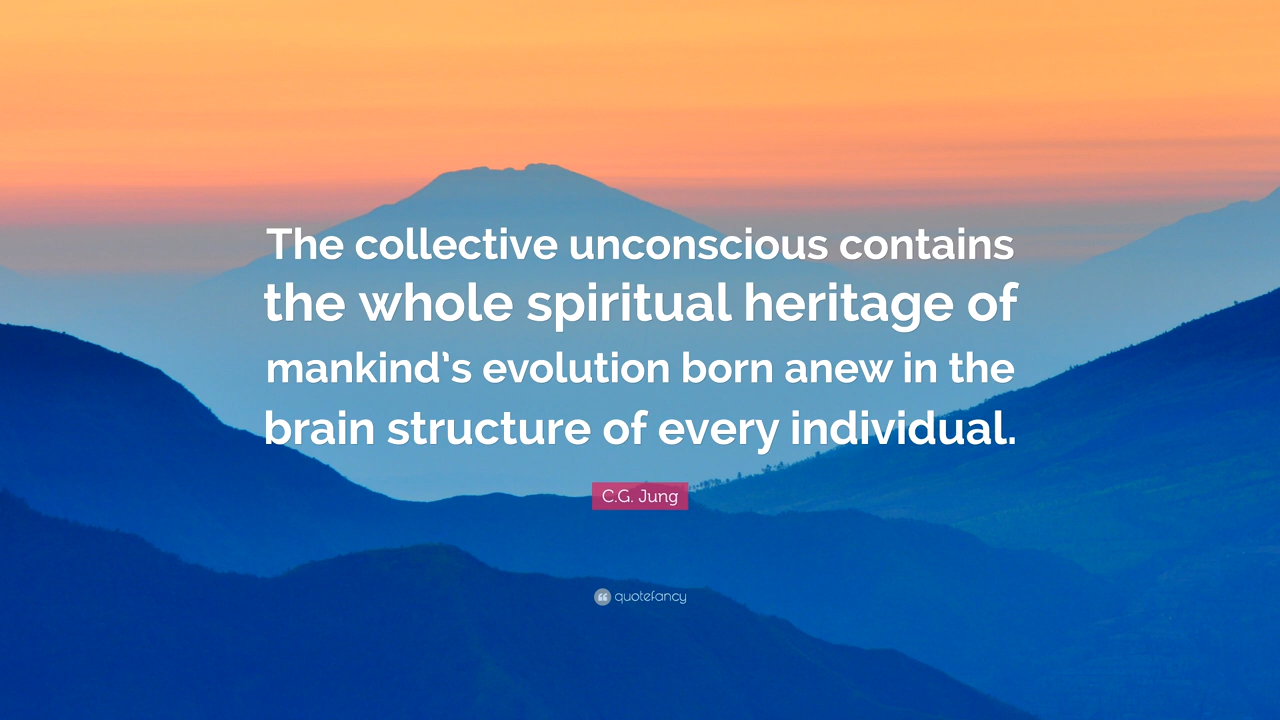 The collective unconscious contains
the whole spiritual heritage of
mankind’s evolution born anew in the
brain structure of every individual.
C.G. Jung
quotefancy